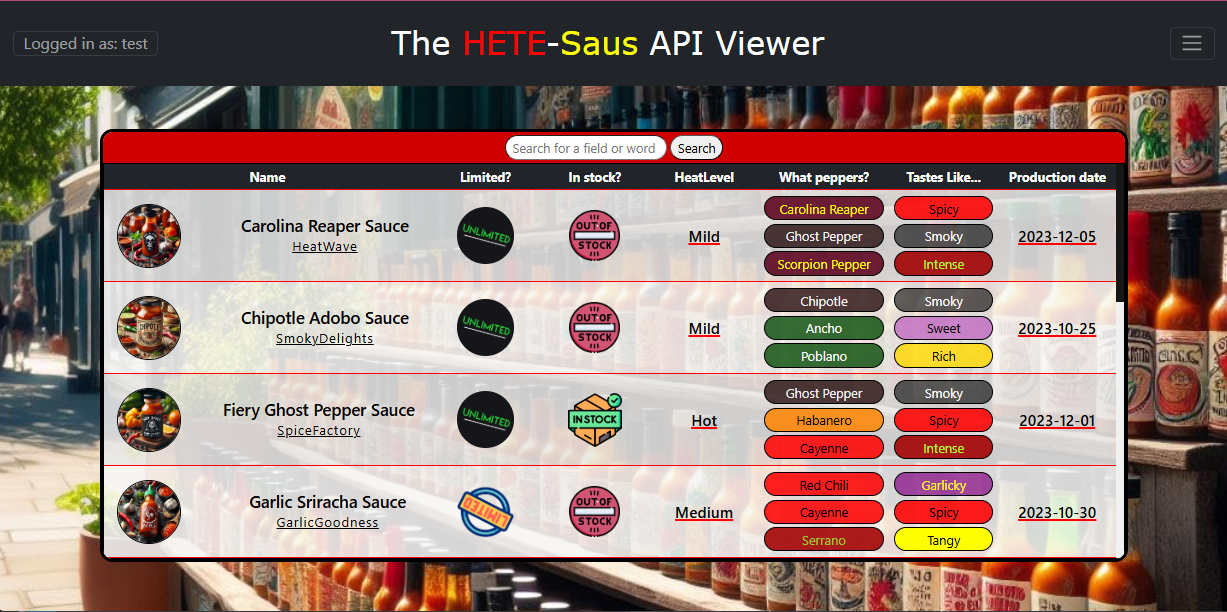 Logged in as: test
The HETE-Saus API Viewer
Search for a field or word Search
Name Limited? In stock? HeatLevel What peppers? Tastes Like... Production date
Carolina Reaper Sauce
HeatWave
UNLIMITED
OUT OF
STOCK
Mild
Carolina Reaper
Ghost Pepper
Scorpion Pepper
Spicy
Smoky
Intense
2023-12-05
CHIPOTLE
Chipotle Adobo Sauce
SmokyDelights
UNLIMITED
OUT OF
STOCK
Mild
Chipotle
Ancho
Poblano
Smoky
Sweet
Rich
2023-10-25
Fiery Ghost Pepper Sauce
SpiceFactory
UNLIMITED
IN STOCK
Hot
Ghost Pepper
Habanero
Cayenne
Smoky
Spicy
Intense
2023-12-01
Garlic Sriracha Sauce
GarlicGoodness
LIMITED
OUT OF
STOCK
Medium
Red Chili
Cayenne
Serrano
Garlicky
Spicy
Tangy
2023-10-30